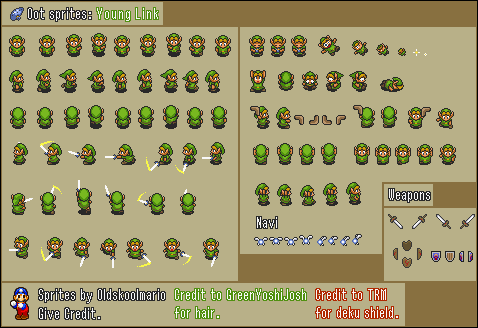 Oot sprites: Young Link
Navi
Weapons
Sprites by Oldskoolmario
Give Credit.
Credit to GreenYoshiJosh
for hair.
Credit to TRM
for deku shield.